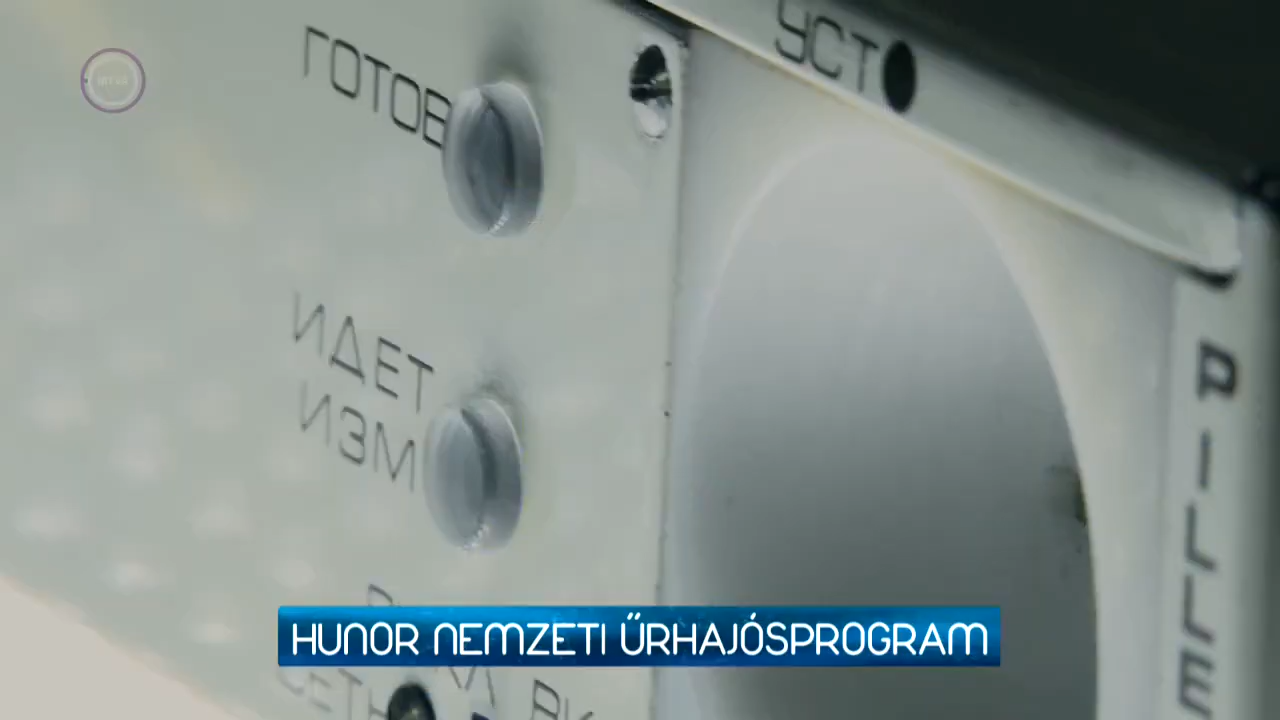 ГОТОВ
УСТ
ИДЕТ
ИЗМ
PILLE
HUNOR NEMZETI ŰRHAJÓSPROGRAM